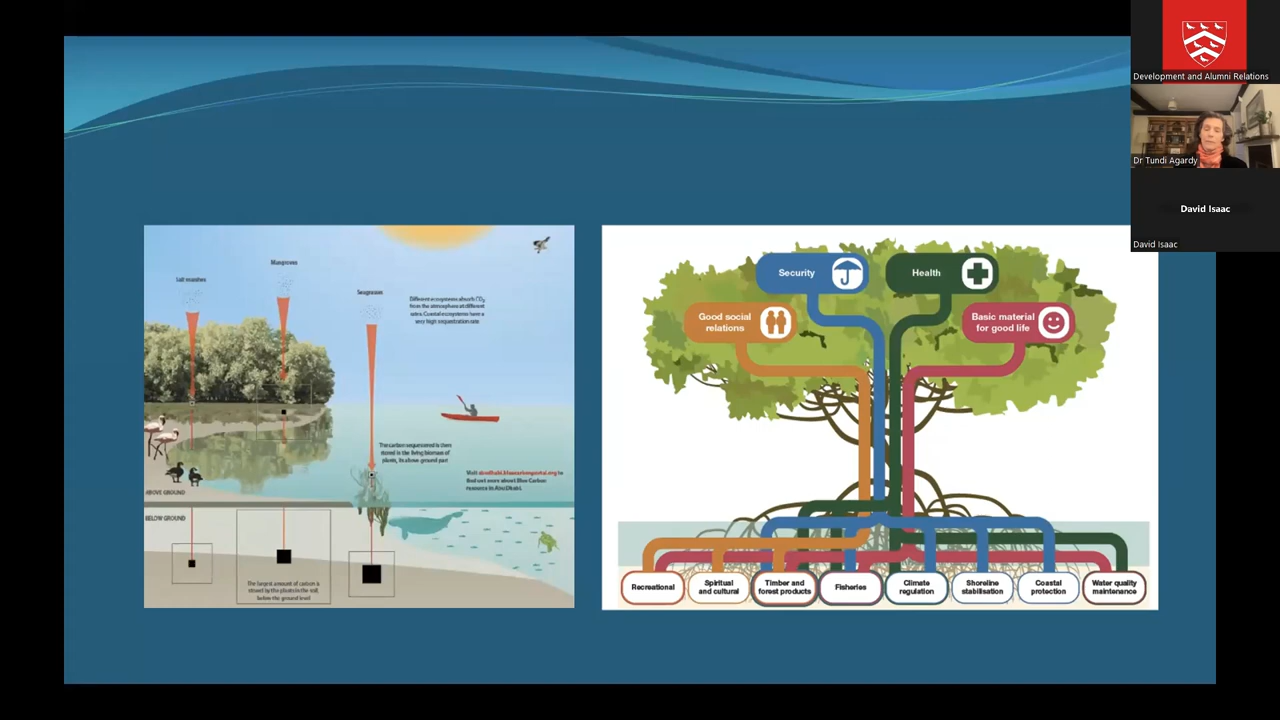 Development and Alumni Relations
Dr Tundi Agardy
David Isaac
David Isaac
Salt marshes
Mangroves
Seagrasses
Different ecosystems absorb CO2
from the atmosphere at different
rates. Coastal ecosystems have a
very high sequestration rate
The carbon sequestered is then
stored in the living biomass of
plants, its above ground part
Visit abudhabi.bluecarbonportal.org to
find out more about Blue Carbon
resource in Abu Dhabi.
ABOVE GROUND
BELOW GROUND
The largest amount of carbon is
stored by the plants in the soil,
below the ground level
Security
Health
Good social
relations
Basic material
for good life
Recreational
Spiritual
and cultural
Timber and
forest products
Fisheries
Climate
regulation
Shoreline
stabilisation
Coastal
protection
Water quality
maintenance